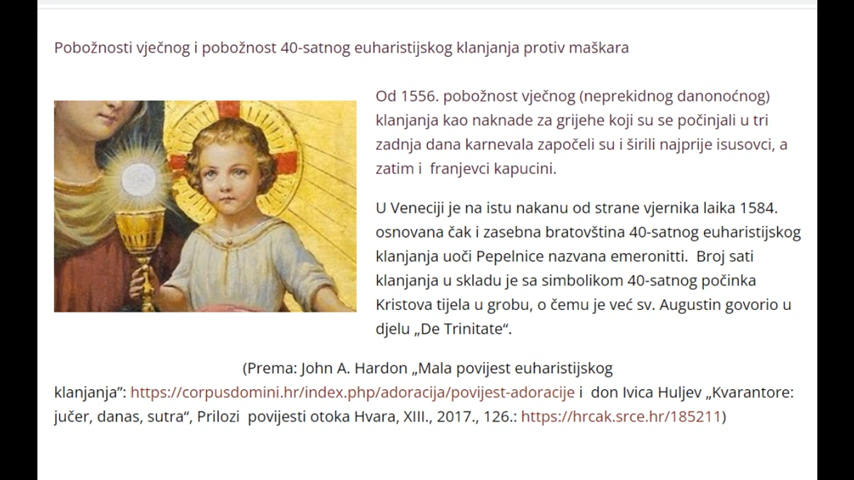 Pobožnosti vječnog i pobožnost 40-satnog euharistijskog klanjanja protiv maškara
Od 1556. pobožnost vječnog (neprekidnog danonoćnog)
klanjanja kao naknade za grijehe koji su se počinjali u tri
zadnja dana karnevala započeli su i širili najprije isusovci, a
zatim i  franjevci kapucini.
U Veneciji je na istu nakanu od strane vjernika laika 1584.
osnovana čak i zasebna bratovština 40-satnog euharistijskog
klanjanja uoči Pepelnice nazvana emeronitti.  Broj sati
klanjanja u skladu je sa simbolikom 40-satnog počinka
Kristova tijela u grobu, o čemu je već sv. Augustin govorio u
djelu „De Trinitate“.
(Prema: John A. Hardon „Mala povijest euharistijskog
klanjanja”: https://corpusdomini.hr/index.php/adoracija/povijest-adoracije i  don Ivica Huljev „Kvarantore:
jučer, danas, sutra“, Prilozi  povijesti otoka Hvara, XIII., 2017., 126.: https://hrcak.srce.hr/185211)